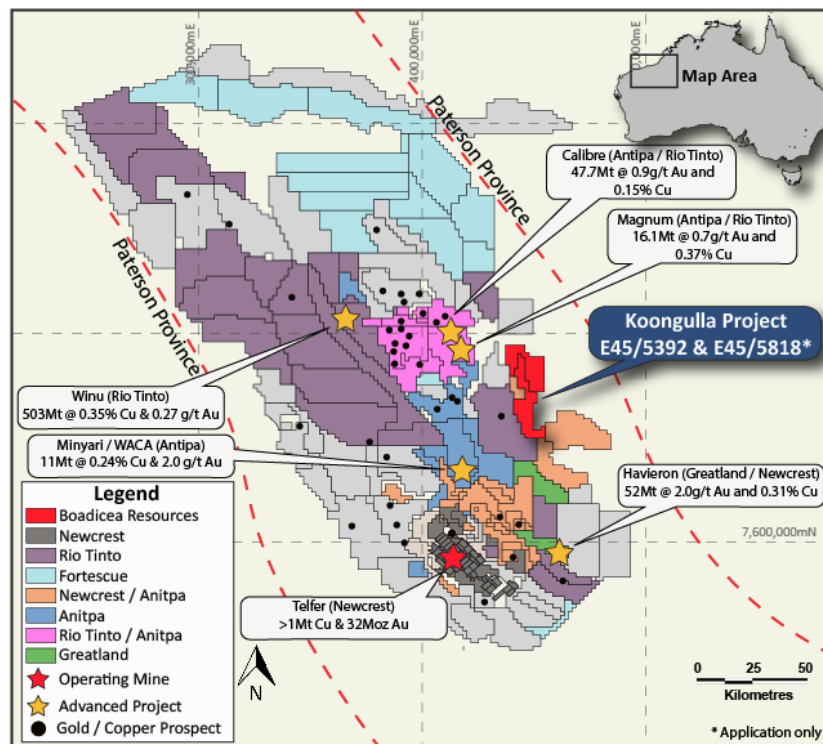 300,000mE
400,000mE
0,000mE
Map Area
Paterson Province
Paterson Province
Calibre (Antipa / Rio Tinto)
47.7Mt @ 0.9g/t Au and
0.15% Cu
Magnum (Antipa / Rio Tinto)
16.1Mt @ 0.7g/t Au and
0.37% Cu
Koongulla Project
E45/5392 & E45/5818*
Winu (Rio Tinto)
503Mt @ 0.35% Cu & 0.27 g/t Au
Minyari / WACA (Antipa)
11Mt @ 0.24% Cu & 2.0 g/t Au
Havieron (Greatland / Newcrest)
52Mt @ 2.0g/t Au and 0.31% Cu
7,600,000mN
Telfer (Newcrest)
>1Mt Cu & 32Moz Au
Legend
Boadicea Resources
Newcrest
Rio Tinto
Fortescue
Newcrest / Anitpa
Anitpa
Rio Tinto / Anitpa
Greatland
Operating Mine
Advanced Project
Gold / Copper Prospect
N
0 25 50
Kilometres
* Application only